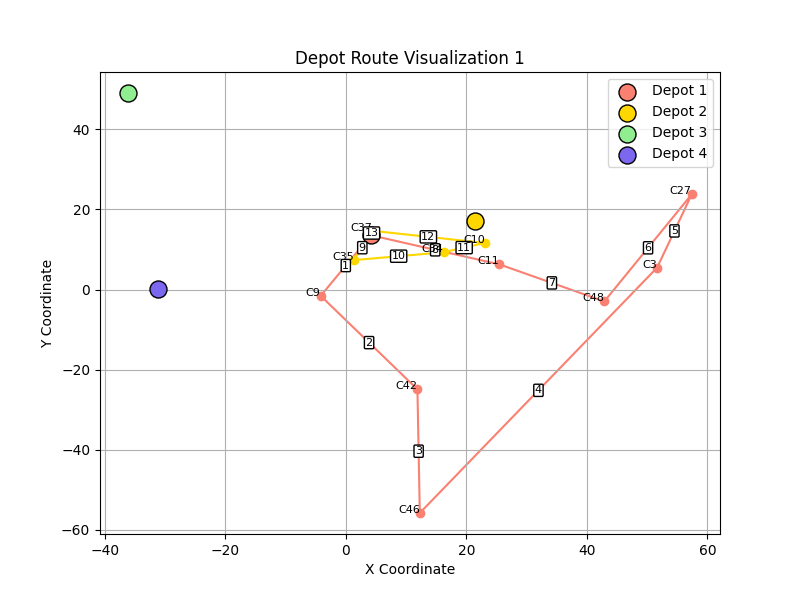 Depot Route Visualization 1
Depot 1
Depot 2
Depot 3
Depot 4
Y Coordinate
40
20
0
−20
−40
−60
C27
5
6
C3
C37
13
12
C10
11
8
9
10
C35
1
C11
7
C48
C9
2
C42
4
3
C46
−40
−20
0
20
40
60
X Coordinate